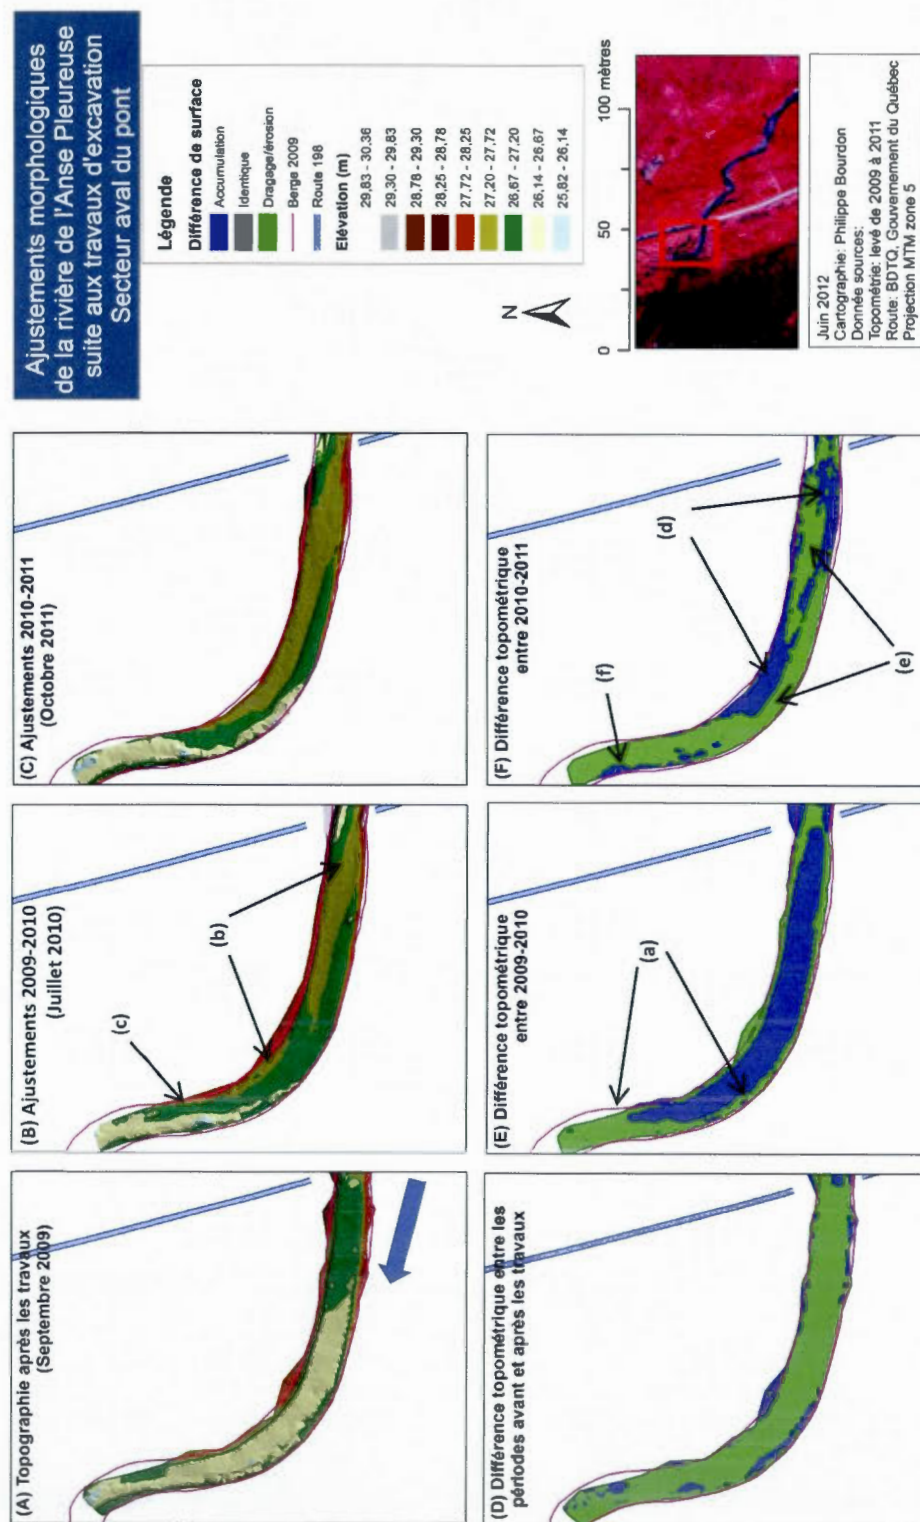 Ajustements morphologiques
de la rivière de l'Anse Pleureuse
suite aux travaux d'excavation
Secteur aval du pont
(A) Topographie après les travaux
(Septembre 2009)
(B) Ajustements 2009-2010
(Juillet 2010)
(c)
(b)
(C) Ajustements 2010-2011
(Octobre 2011)
(D) Différence topométrique entre les
périodes avant et après les travaux
(E) Différence topométrique
entre 2009-2010
(a)
(F) Différence topométrique
entre 2010-2011
(f)
(d)
(e)
Légende
Différence de surface
Accumulation
Identique
Dragage/érosion
Berge 2009
Route 198
Elévation (m)
29,83 - 30,36
29,30 - 29,83
28,78 - 29,30
28,25 - 28,78
27,72 - 28,25
27,20 - 27,72
26,67 - 27,20
26,14 - 26,67
25,82 - 26,14
N
0 50 100 mètres
Juin 2012
Cartographie: Philippe Bourdon
Donnée sources:
Topométrie: levé de 2009 à 2011
Route: BDTQ, Gouvernement du Québec
Projection MTM zone 5